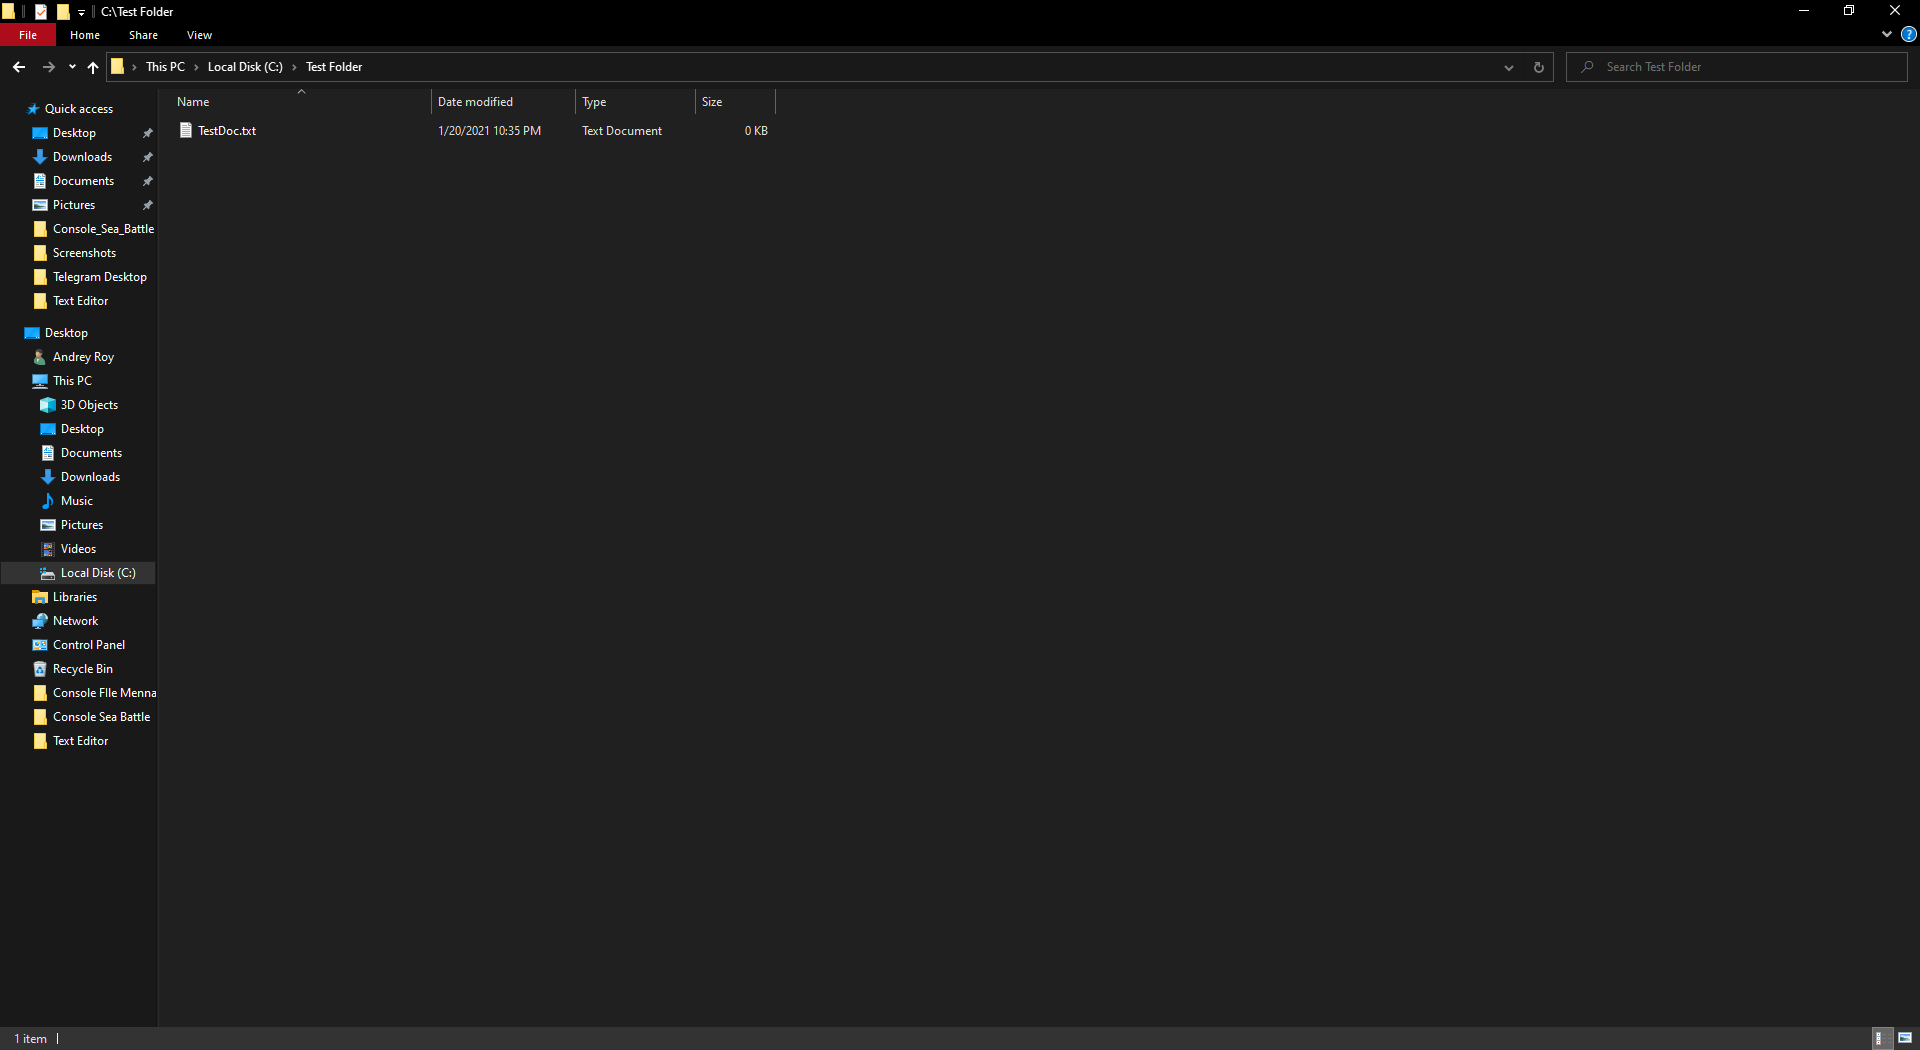 C:\Test Folder
File Home Share View
This PC Local Disk (C:) Test Folder
Search Test Folder
Name Date modified Type Size
TestDoc.txt 1/20/2021 10:35 PM Text Document 0 KB
Quick access
Desktop
Downloads
Documents
Pictures
Console_Sea_Battle
Screenshots
Telegram Desktop
Text Editor
Desktop
Andrey Roy
This PC
3D Objects
Desktop
Documents
Downloads
Music
Pictures
Videos
Local Disk (C:)
Libraries
Network
Control Panel
Recycle Bin
Console FIle Menna
Console Sea Battle
Text Editor
1 item